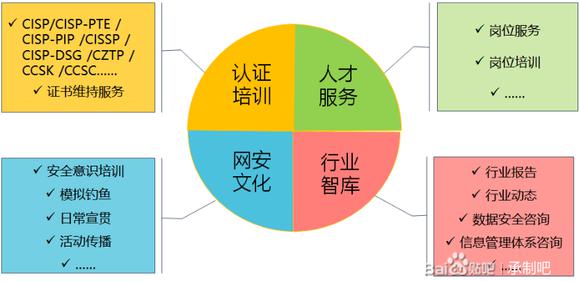 ✓ CISP/CISP-PTE /
CISP-PIP /CISSP /
CISP-DSG /CZTP /
CCSK /CCSC......
✓ 证书维持服务
认证
培训
人才
服务
✓ 岗位服务
✓ 岗位培训
✓ ......
✓ 安全意识培训
✓ 模拟钓鱼
✓ 日常宣贯
✓ 活动传播
✓ ......
网安
文化
行业
智库
✓ 行业报告
✓ 行业动态
✓ 数据安全咨询
✓ 信息管理体系咨询
✓ ......
Bai贴吧 | 承制吧